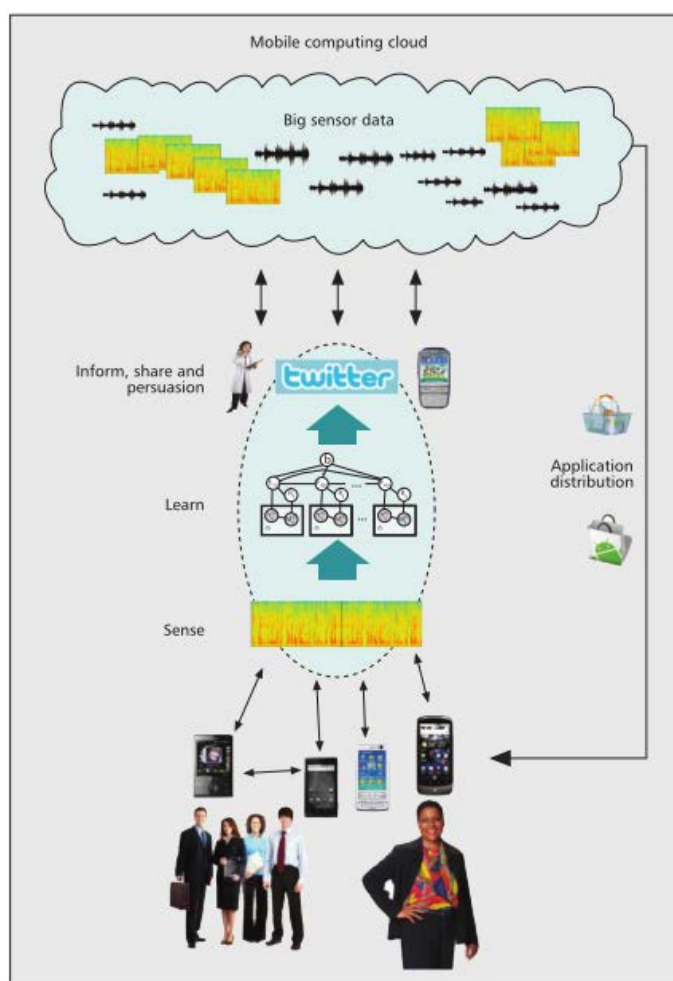 Mobile computing cloud
Big sensor data
Inform, share and
persuasion
twitter
Application
distribution
b
...
Learn
...
Sense